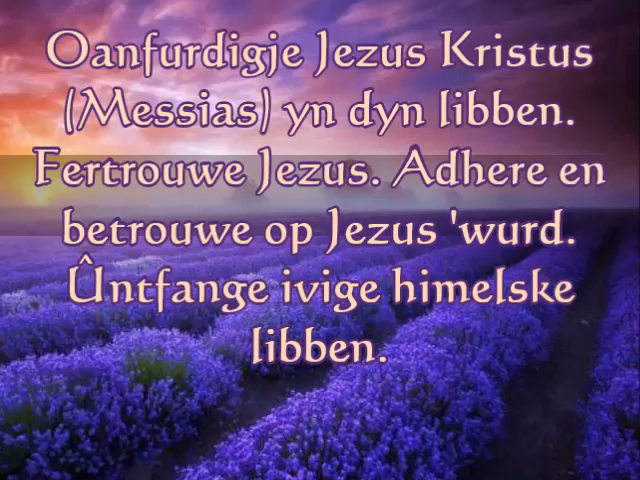 Oanfurdigje Jezus Kristus
(Messias) yn dyn libben.
Fertrouwe Jezus. Adhere en
betrouwe op Jezus 'wurd.
Ûntfange ivige himelske
libben.